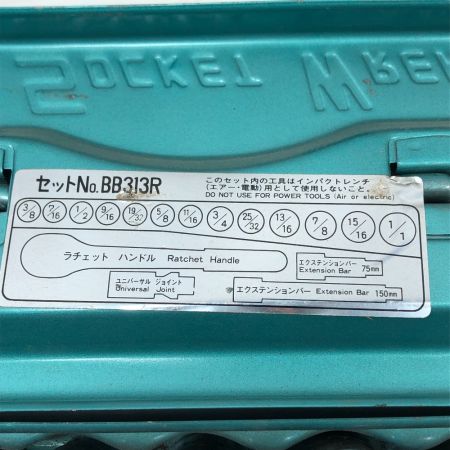 SOCKET WRE
セットNo.BB313R
このセット内の工具はインパクトレンチ
(エアー・電動)用として使用しないこと。
DO NOT USE FOR POWER TOOLS (Air or electric)
3/8 7/16 1/2 9/16 19/32 5/8 11/16 3/4 25/32 13/16 7/8 15/16 1/1
ラチェット ハンドル Ratchet Handle
エクステンションバー
Extension Bar 75mm
ユニバーサル ジョイント
Universal Joint
エクステンションバー Extension Bar 150mm